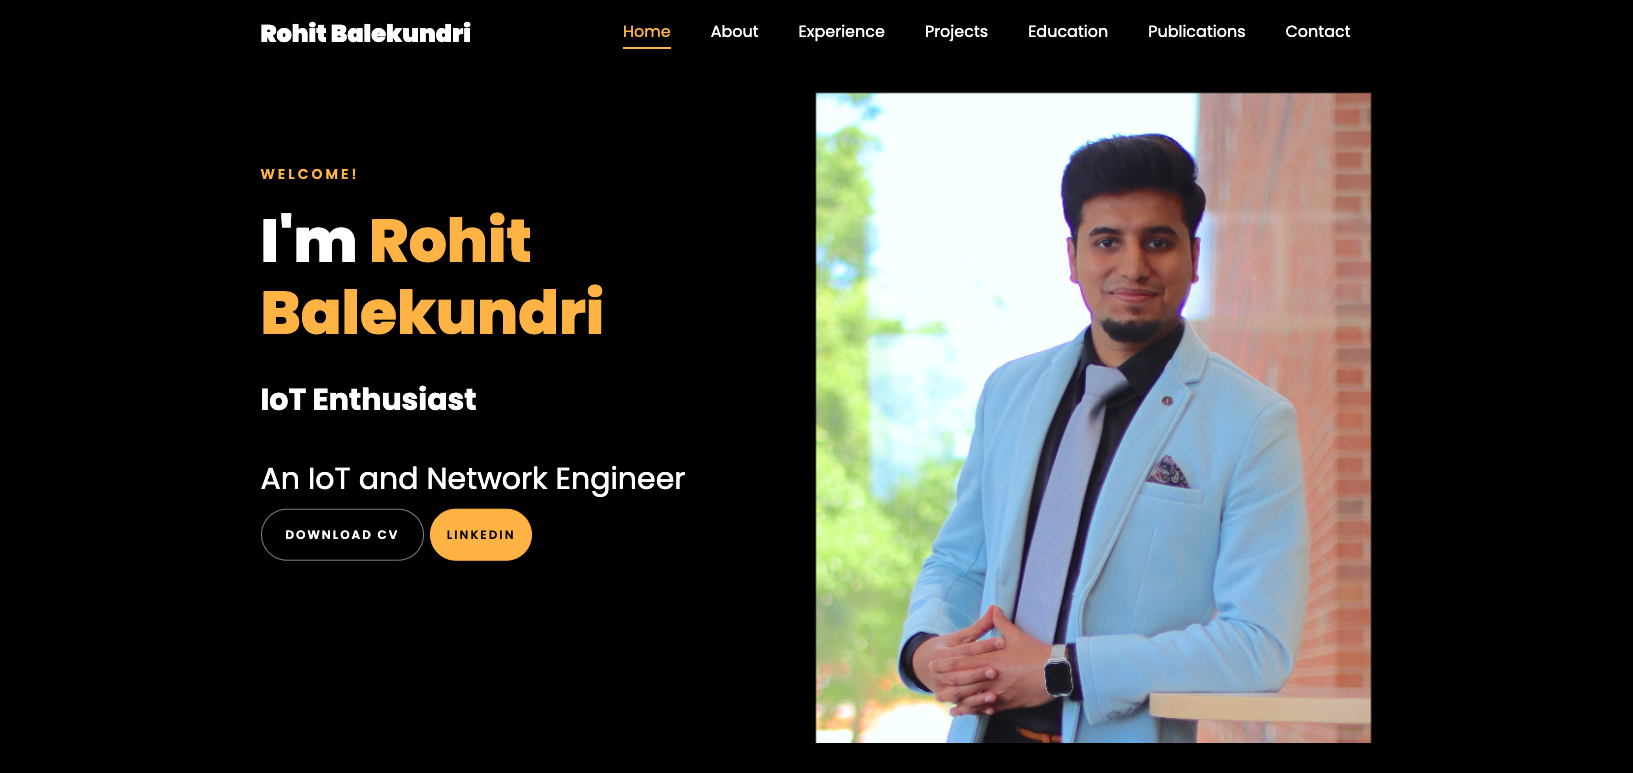 Rohit Balekundri
Home About Experience Projects Education Publications Contact
WELCOME!
I'm Rohit
Balekundri
IoT Enthusiast
An IoT and Network Engineer
DOWNLOAD CV LINKEDIN